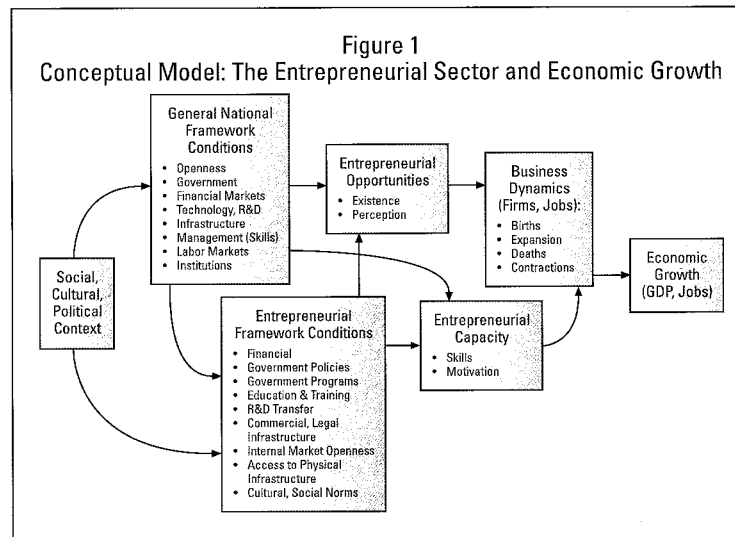 Figure 1
Conceptual Model: The Entrepreneurial Sector and Economic Growth
General National
Framework
Conditions
• Openness
• Government
• Financial Markets
• Technology, R&D
• Infrastructure
• Management (Skills)
• Labor Markets
• Institutions
Entrepreneurial
Opportunities
• Existence
• Perception
Business
Dynamics
(Firms, Jobs):
• Births
• Expansion
• Deaths
• Contractions
Social,
Cultural,
Political
Context
Economic
Growth
(GDP, Jobs)
Entrepreneurial
Framework Conditions
• Financial
• Government Policies
• Government Programs
• Education & Training
• R&D Transfer
• Commercial, Legal
Infrastructure
• Internal Market Openness
• Access to Physical
Infrastructure
• Cultural, Social Norms
Entrepreneurial
Capacity
• Skills
• Motivation